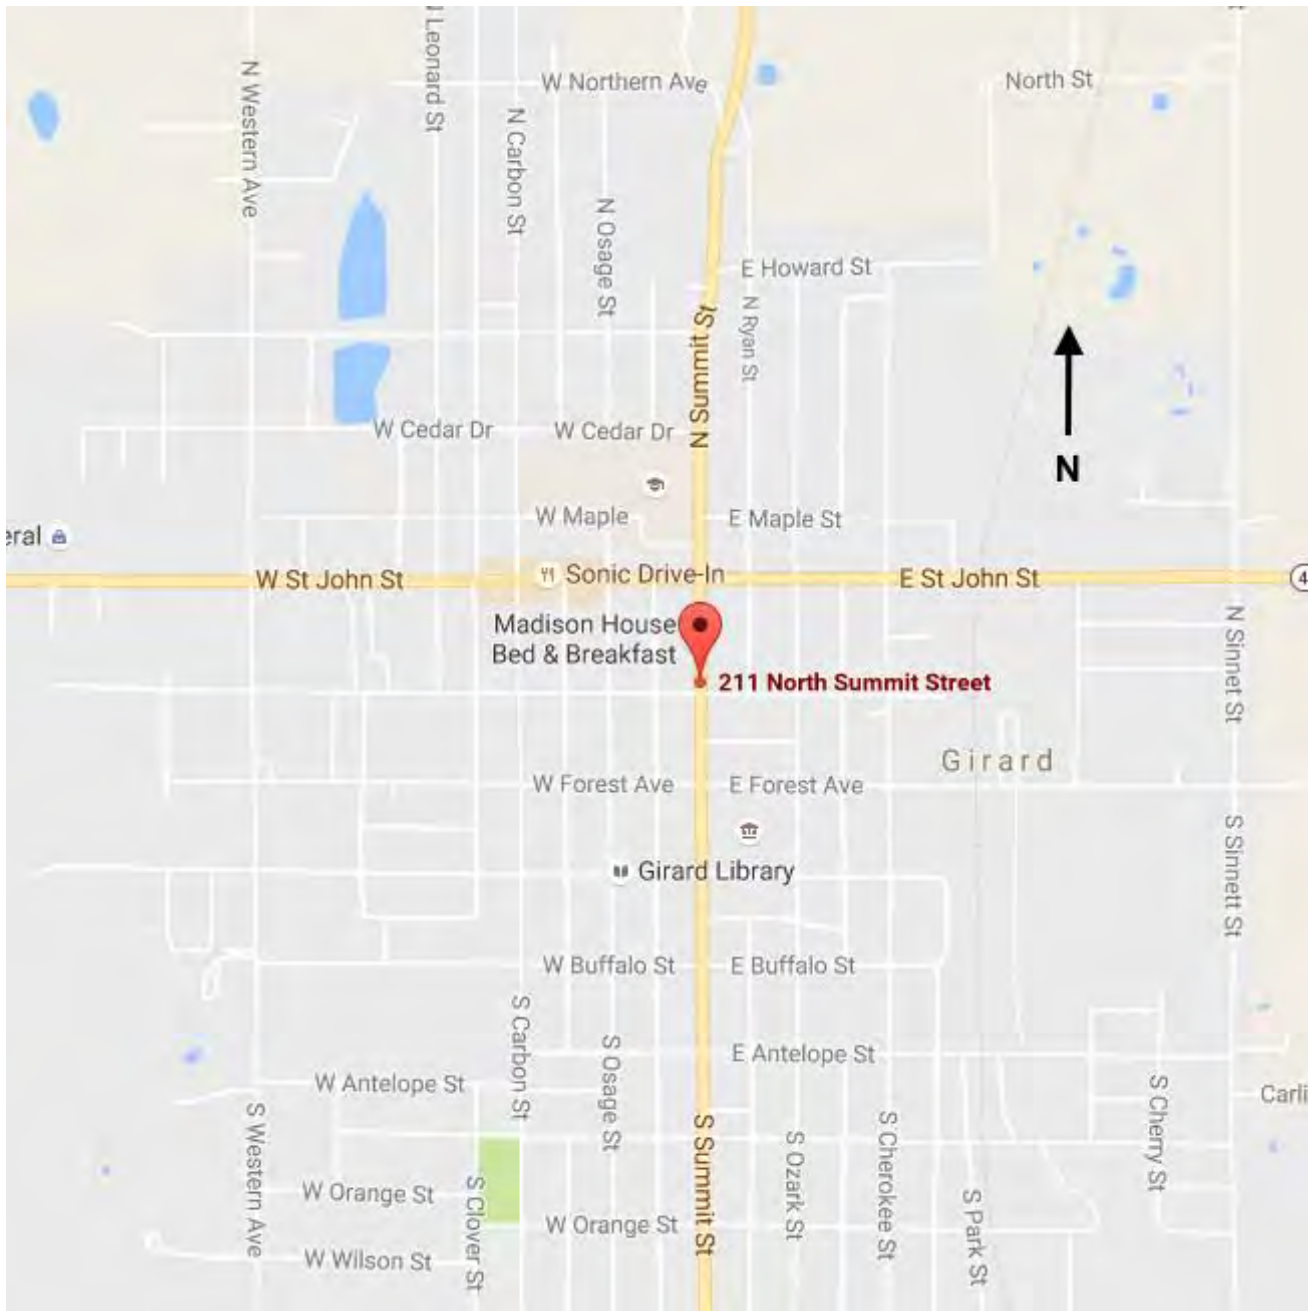 N Leonard St
W Northern Ave
North St
N Western Ave
N Carbon St
N Osage St
E Howard St
N Ryan St
N Summit St
N
W Cedar Dr
W Cedar Dr
W Maple
E Maple St
eral
W St John St
Sonic Drive-In
E St John St
4
Madison House
Bed & Breakfast
211 North Summit Street
N Sinnet St
Girard
W Forest Ave
E Forest Ave
Girard Library
S Sinnett St
W Buffalo St
E Buffalo St
S Carbon St
S Osage St
E Antelope St
W Antelope St
S Cherry St
Carli
S Western Ave
S Summit St
S Ozark St
S Cherokee St
W Orange St
S Clover St
W Orange St
S Park St
W Wilson St